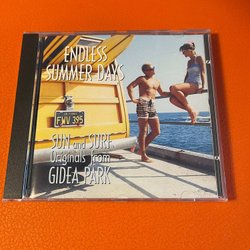 ENDLESS
SUMMER DAYS
FWV 395
SUN and SURF
Originals from
GIDEA PARK